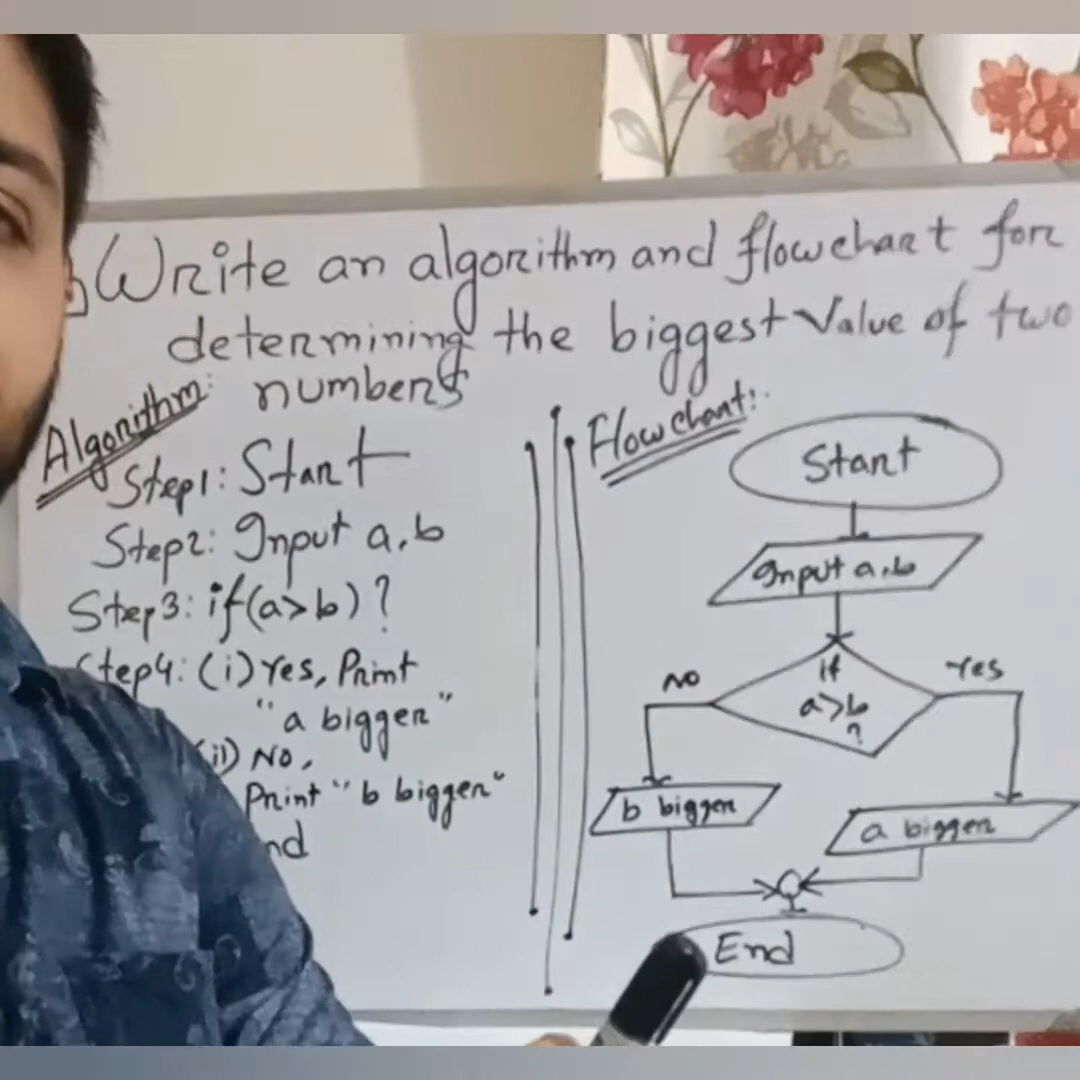 Write an algorithm and flowchart for
determining the biggest value of two
numbers
Algorithm:
Step1: Start
Step2: Input a,b
Step3: if(a>b)?
Step4: (i) Yes, Print
"a bigger"
(ii) No,
Print "b bigger"
nd
Flowchart:
Start
Input a,b
if
a>b
?
No
Yes
b bigger
a bigger
End